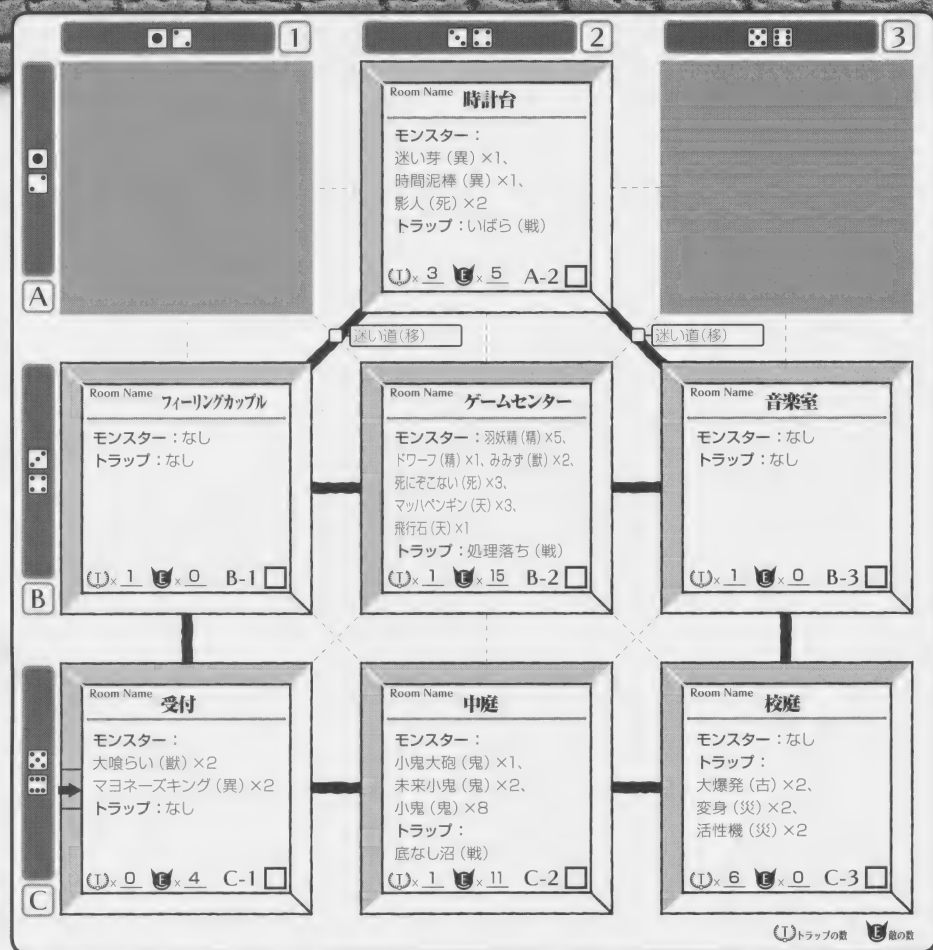 1
2
3
A
Room Name 時計台
モンスター：
迷い芽（異）×1、
時間泥棒（異）×1、
影人（死）×2
トラップ：いばら（戦）
T× 3 E× 5 A-2
迷い道(移)
迷い道(移)
B
Room Name フィーリングカップル
モンスター：なし
トラップ：なし
T× 1 E× 0 B-1
Room Name ゲームセンター
モンスター：羽妖精(精)×5、
ドワーフ(精)×1、みみず(獣)×2、
死にぞこない(死)×3、
マッハペンギン(天)×3、
飛行石(天)×1
トラップ：処理落ち（戦）
T× 1 E× 15 B-2
Room Name 音楽室
モンスター：なし
トラップ：なし
T× 1 E× 0 B-3
C
Room Name 受付
モンスター：
大喰らい（獣）×2
マヨネーズキング（異）×2
トラップ：なし
T× 0 E× 4 C-1
Room Name 中庭
モンスター：
小鬼大砲（鬼）×1、
未来小鬼（鬼）×2、
小鬼（鬼）×8
トラップ：
底なし沼（戦）
T× 1 E× 11 C-2
Room Name 校庭
モンスター：なし
トラップ：
大爆発（古）×2、
変身（災）×2、
活性機（災）×2
T× 6 E× 0 C-3
T トラップの数 E 敵の数